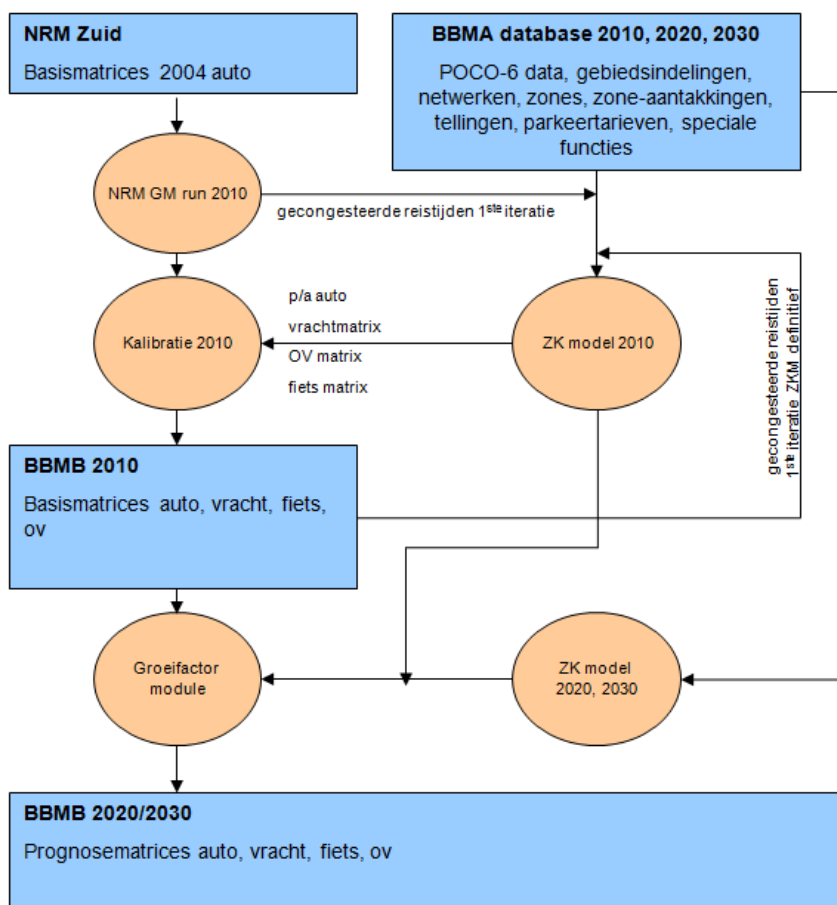 NRM Zuid
Basismatrices 2004 auto
BBMA database 2010, 2020, 2030
POCO-6 data, gebiedsindelingen,
netwerken, zones, zone-aantakkingen,
tellingen, parkeertarieven, speciale
functies
NRM GM run 2010
gecongesteerde reistijden 1ste iteratie
Kalibratie 2010
p/a auto
vrachtmatrix
OV matrix
fiets matrix
ZK model 2010
gecongesteerde reistijden
1ste iteratie ZKM definitief
BBMB 2010
Basismatrices auto, vracht, fiets,
ov
Groeifactor
module
ZK model
2020, 2030
BBMB 2020/2030
Prognosematrices auto, vracht, fiets, ov